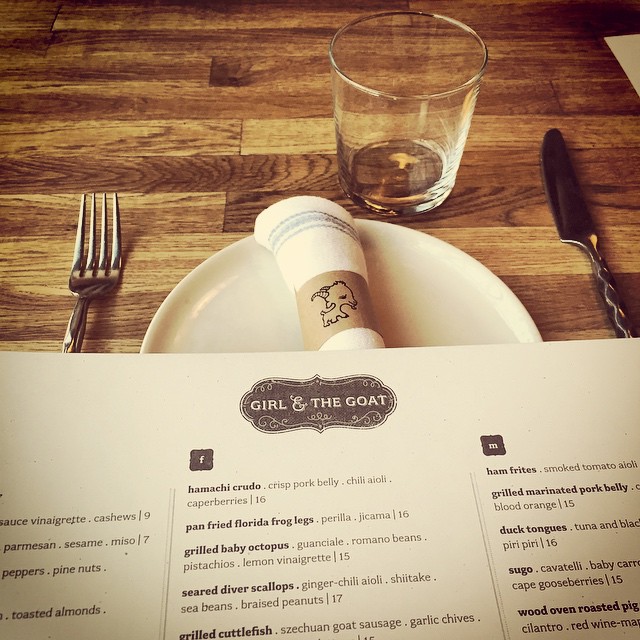 GIRL & THE GOAT
sauce vinaigrette . cashews | 9
parmesan . sesame . miso | 7
peppers . pine nuts .
. toasted almonds .
f
hamachi crudo . crisp pork belly . chili aioli .
caperberries | 16
pan fried florida frog legs . perilla . jicama | 16
grilled baby octopus . guanciale . romano beans .
pistachios . lemon vinaigrette | 15
seared diver scallops . ginger-chili aioli . shiitake .
sea beans . braised peanuts | 17
grilled cuttlefish . szechuan goat sausage . garlic chives .
m
ham frites . smoked tomato aioli
grilled marinated pork belly .
blood orange | 15
duck tongues . tuna and
piri piri | 16
sugo . cavatelli . baby
cape gooseberries | 15
wood oven roasted pig
cilantro . red